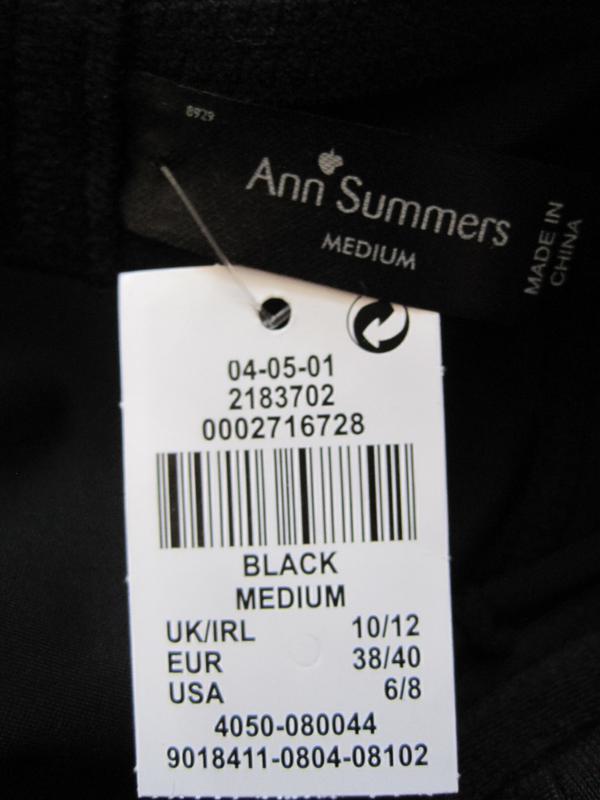 8929
Ann Summers
MEDIUM
MADE IN
CHINA
04-05-01
2183702
0002716728
BLACK
MEDIUM
UK/IRL 10/12
EUR 38/40
USA 6/8
4050-080044
9018411-0804-08102